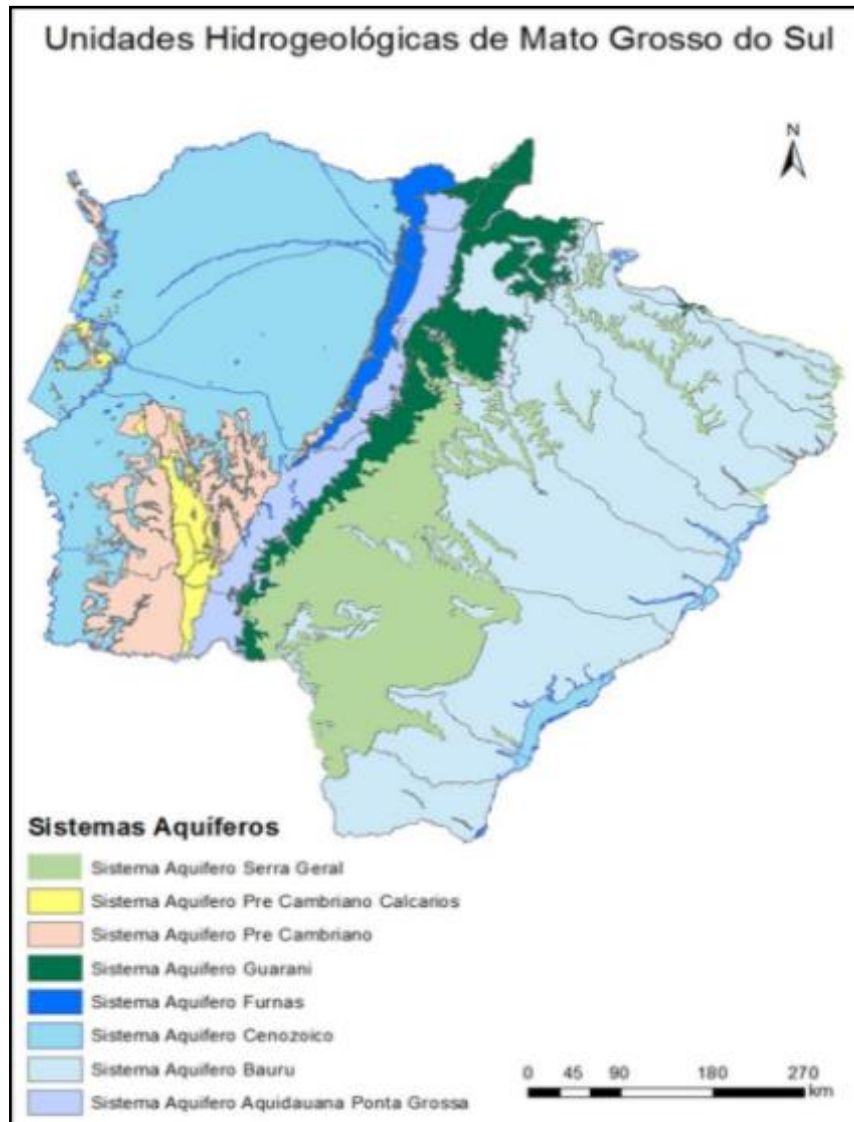 Unidades Hidrogeológicas de Mato Grosso do Sul
N
Sistemas Aquíferos
Sistema Aquifero Serra Geral
Sistema Aquifero Pre Cambriano Calcarios
Sistema Aquifero Pre Cambriano
Sistema Aquifero Guarani
Sistema Aquifero Furnas
Sistema Aquifero Cenozoico
Sistema Aquifero Bauru
Sistema Aquifero Aquidauana Ponta Grossa
0 45 90 180 270
km